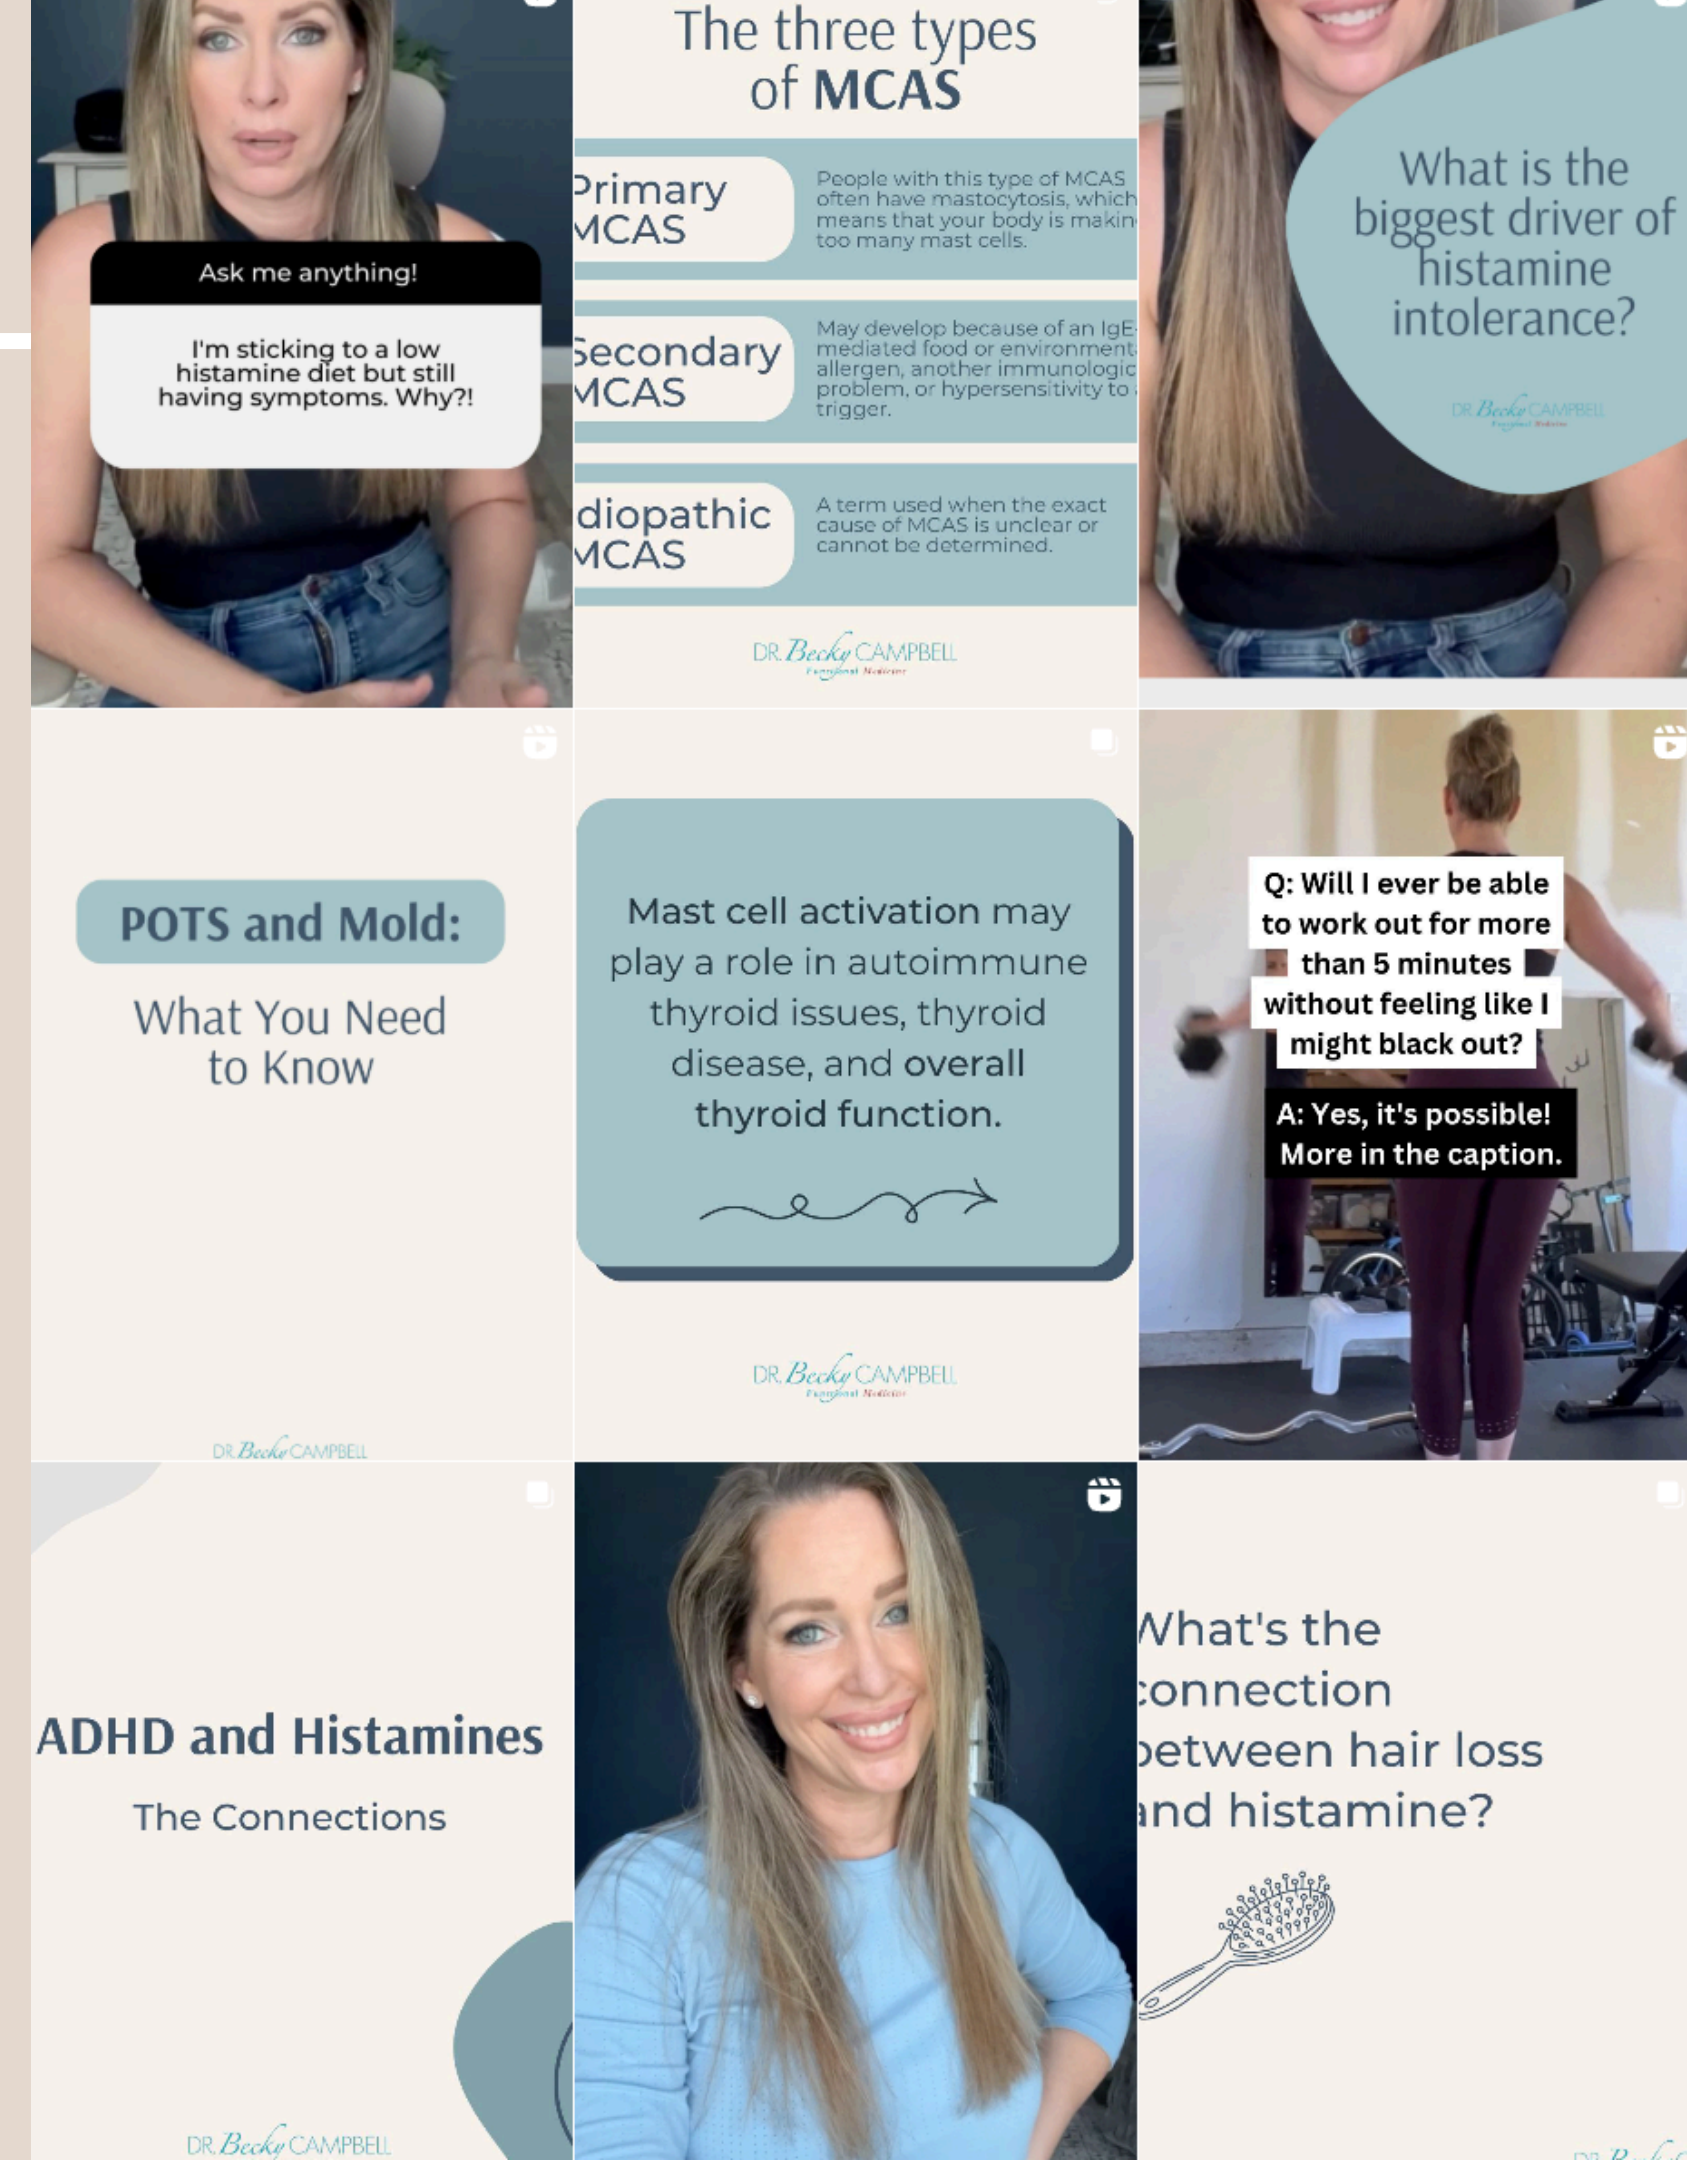 Ask me anything!
I'm sticking to a low
histamine diet but still
having symptoms. Why?!
The three types
of MCAS
Primary
MCAS
People with this type of MCAS
often have mastocytosis, which
means that your body is makin
too many mast cells.
Secondary
MCAS
May develop because of an IgE-
mediated food or environment
allergen, another immunologic
problem, or hypersensitivity to
trigger.
diopathic
MCAS
A term used when the exact
cause of MCAS is unclear or
cannot be determined.
DR. Becky CAMPBELL
Functional Medicine
What is the
biggest driver of
histamine
intolerance?
DR. Becky CAMPBELL
Functional Medicine
POTS and Mold:
What You Need
to Know
DR. Becky CAMPBELL
Mast cell activation may
play a role in autoimmune
thyroid issues, thyroid
disease, and overall
thyroid function.
DR. Becky CAMPBELL
Functional Medicine
Q: Will I ever be able
to work out for more
than 5 minutes
without feeling like I
might black out?
A: Yes, it's possible!
More in the caption.
ADHD and Histamines
The Connections
DR. Becky CAMPBELL
What's the
connection
between hair loss
and histamine?